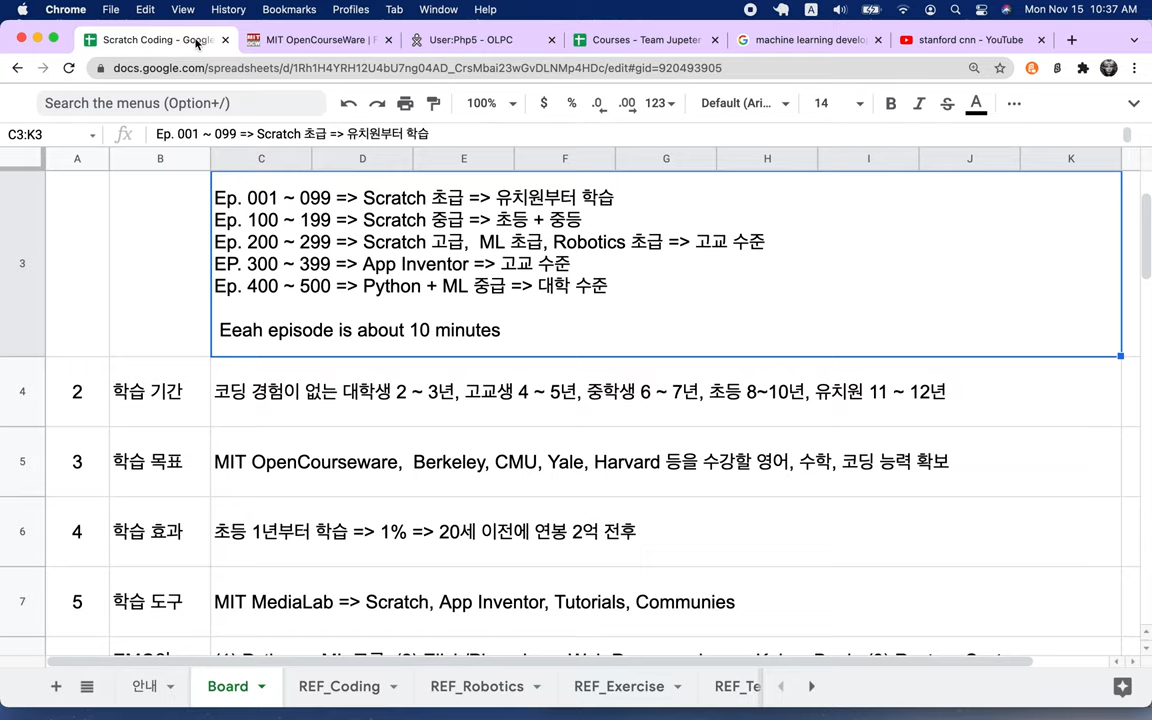 Chrome File Edit View History Bookmarks Profiles Tab Window Help A Mon Nov 15 10:37 AM
Scratch Coding - Google
MIT OpenCourseWare | F
User:Php5 - OLPC
Courses - Team Jupeter
machine learning develo
stanford cnn - YouTube
docs.google.com/spreadsheets/d/1Rh1H4YRH12U4bU7ng04AD_CrsMbai23wGvDLNMp4HDc/edit#gid=920493905
Search the menus (Option+/) 100% $ % .0 .00 123 Default (Ari... 14 B I S A
C3:K3 fx Ep. 001 ~ 099 => Scratch 초급 => 유치원부터 학습
A B C D E F G H I J K
3
Ep. 001 ~ 099 => Scratch 초급 => 유치원부터 학습
Ep. 100 ~ 199 => Scratch 중급 => 초등 + 중등
Ep. 200 ~ 299 => Scratch 고급, ML 초급, Robotics 초급 => 고교 수준
EP. 300 ~ 399 => App Inventor => 고교 수준
Ep. 400 ~ 500 => Python + ML 중급 => 대학 수준
Eeah episode is about 10 minutes
4 2 학습 기간 코딩 경험이 없는 대학생 2 ~ 3년, 고교생 4 ~ 5년, 중학생 6 ~ 7년, 초등 8~10년, 유치원 11 ~ 12년
5 3 학습 목표 MIT OpenCourseware, Berkeley, CMU, Yale, Harvard 등을 수강할 영어, 수학, 코딩 능력 확보
6 4 학습 효과 초등 1년부터 학습 => 1% => 20세 이전에 연봉 2억 전후
7 5 학습 도구 MIT MediaLab => Scratch, App Inventor, Tutorials, Communies
안내 Board REF_Coding REF_Robotics REF_Exercise REF_Te